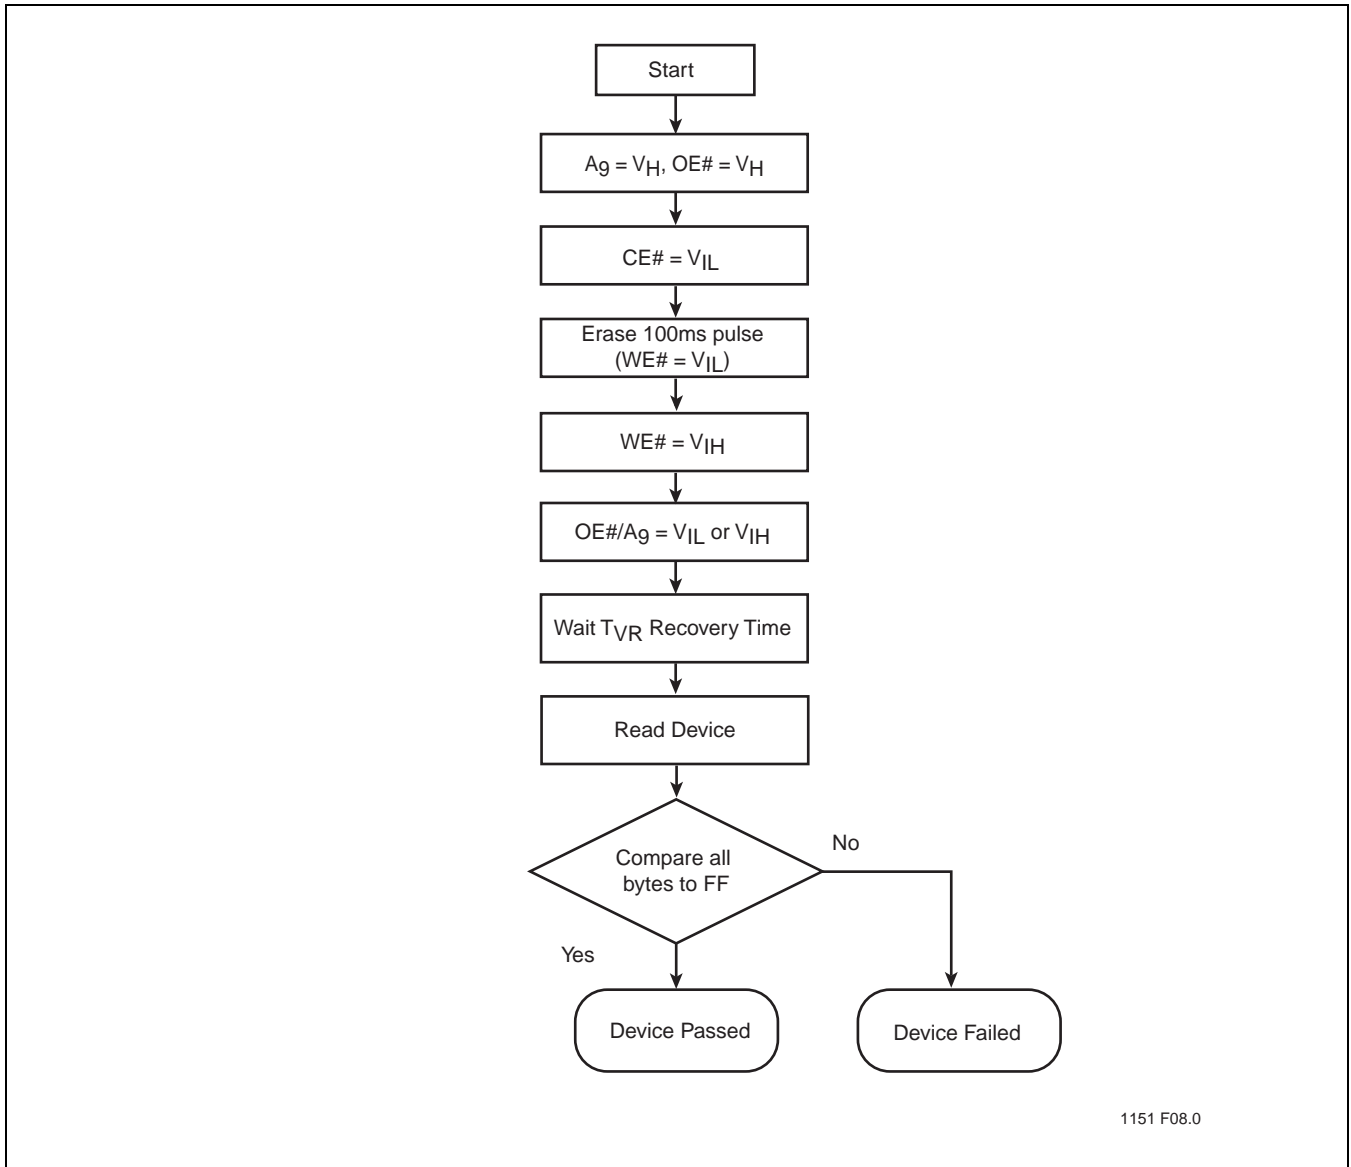 Start
A9 = VH, OE# = VH
CE# = VIL
Erase 100ms pulse
(WE# = VIL)
WE# = VIH
OE#/A9 = VIL or VIH
Wait TVR Recovery Time
Read Device
Compare all
bytes to FF
No
Yes
Device Passed
Device Failed
1151 F08.0